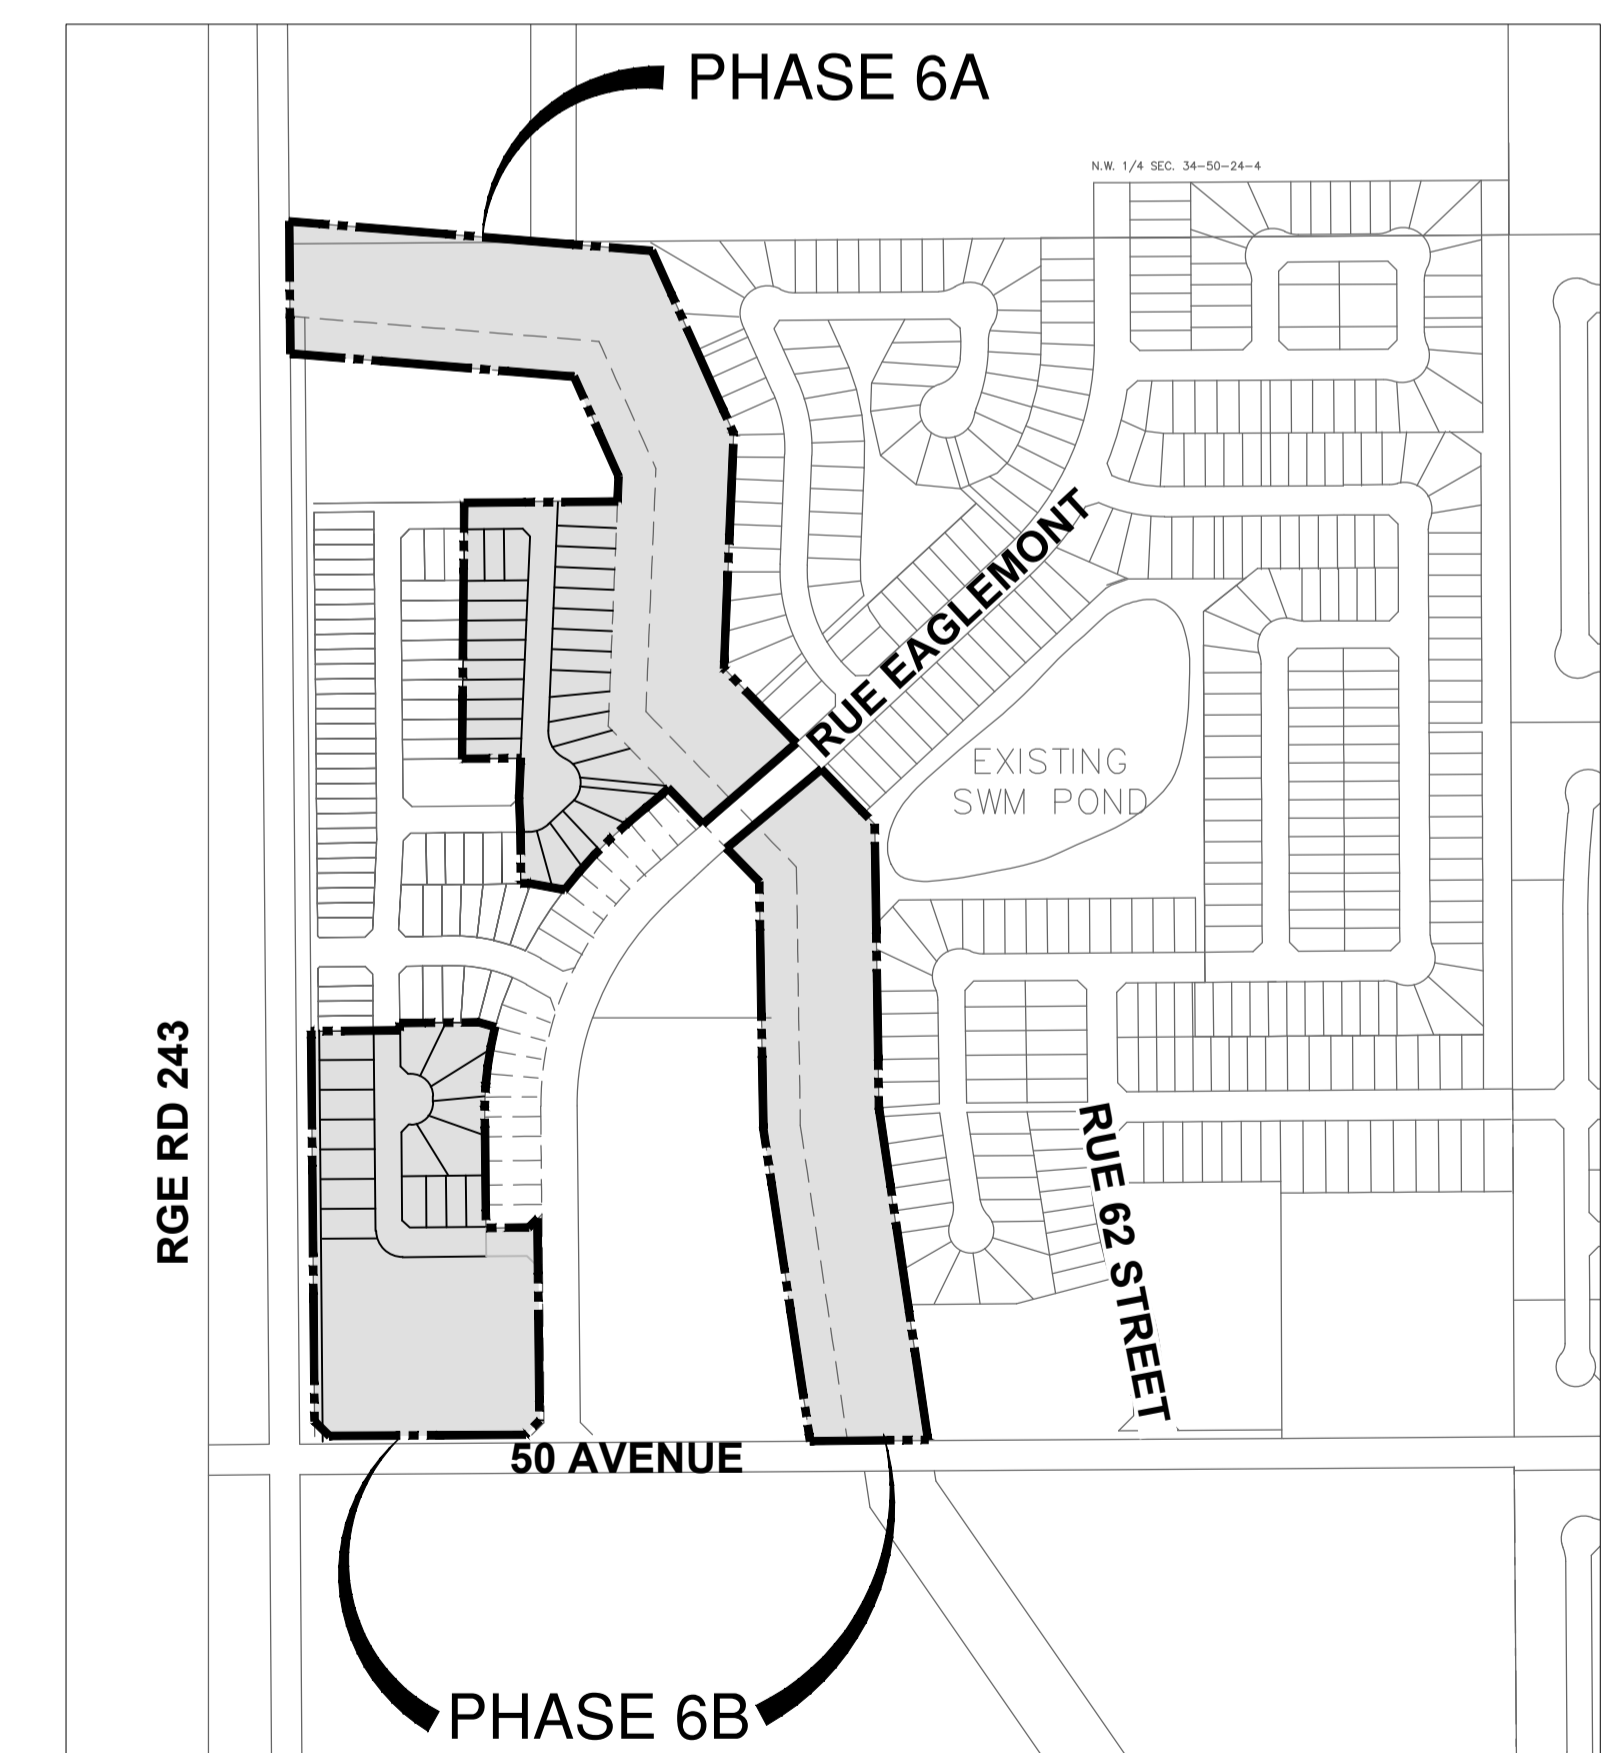 PHASE 6A
N.W. 1/4 SEC. 34-50-24-4
RUE EAGLEMONT
EXISTING
SWM POND
RGE RD 243
RUE 62 STREET
50 AVENUE
PHASE 6B